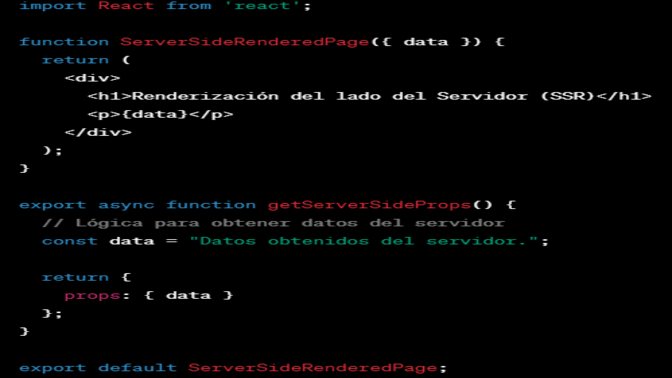 import React from 'react';
function ServerSideRenderedPage({ data }) {
return (
<div>
<h1>Renderización del lado del Servidor (SSR)</h1>
<p>{data}</p>
</div>
);
}
export async function getServerSideProps() {
// Lógica para obtener datos del servidor
const data = "Datos obtenidos del servidor.";
return {
props: { data }
};
}
export default ServerSideRenderedPage;